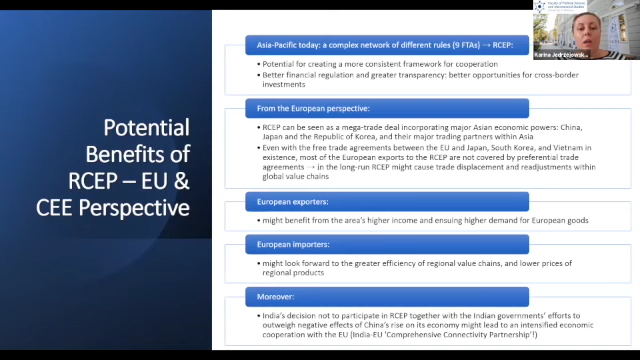 Potential
Benefits of
RCEP – EU &
CEE Perspective
Asia-Pacific today: a complex network of different rules (9 FTAs) → RCEP:
• Potential for creating a more consistent framework for cooperation
• Better financial regulation and greater transparency: better opportunities for cross-border
investments
From the European perspective:
• RCEP can be seen as a mega-trade deal incorporating major Asian economic powers: China,
Japan and the Republic of Korea, and their major trading partners within Asia
• Even with the free trade agreements between the EU and Japan, South Korea, and Vietnam in
existence, most of the European exports to the RCEP are not covered by preferential trade
agreements → in the long-run RCEP might cause trade displacement and readjustments within
global value chains
European exporters:
• might benefit from the area's higher income and ensuing higher demand for European goods
European importers:
• might look forward to the greater efficiency of regional value chains, and lower prices of
regional products
Moreover:
• India's decision not to participate in RCEP together with the Indian governments' efforts to
outweigh negative effects of China's rise on its economy might lead to an intensified economic
cooperation with the EU (India-EU 'Comprehensive Connectivity Partnership'!)
Faculty of Political Science
and International Studies
Karina Jędrzejowsk...